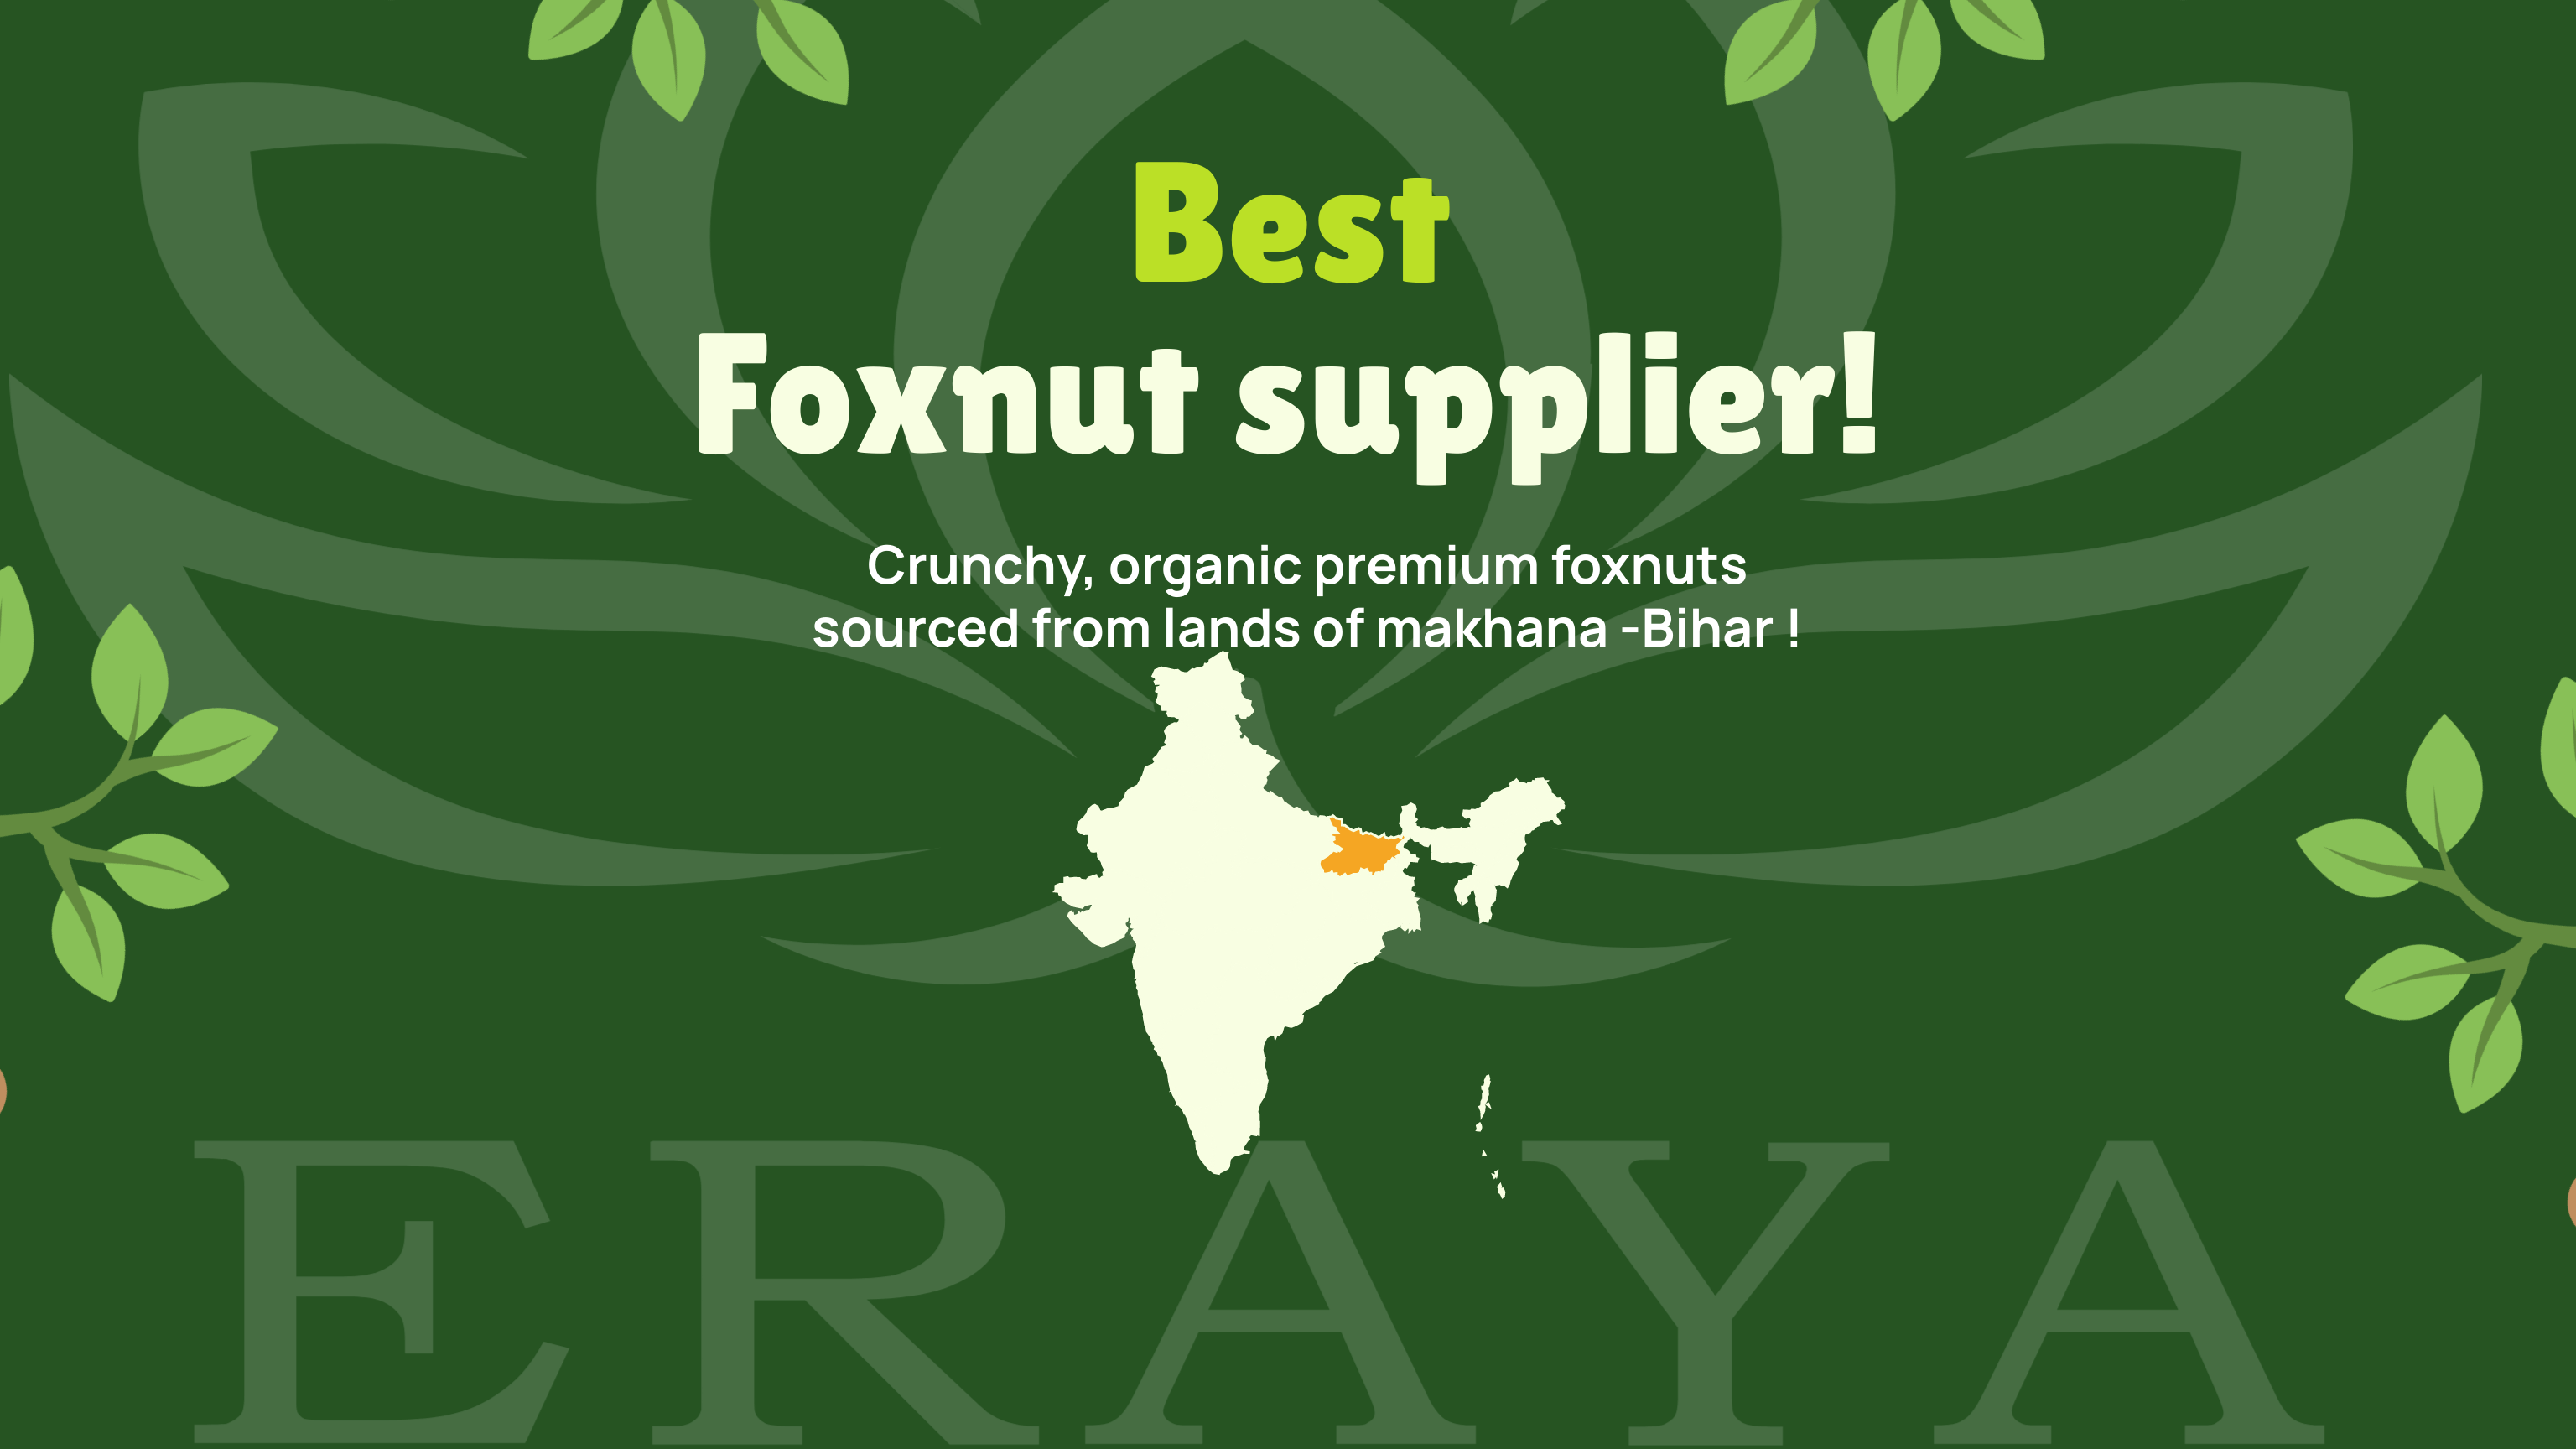 Best
Foxnut supplier!
Crunchy, organic premium foxnuts
sourced from lands of makhana -Bihar !
ERAYA